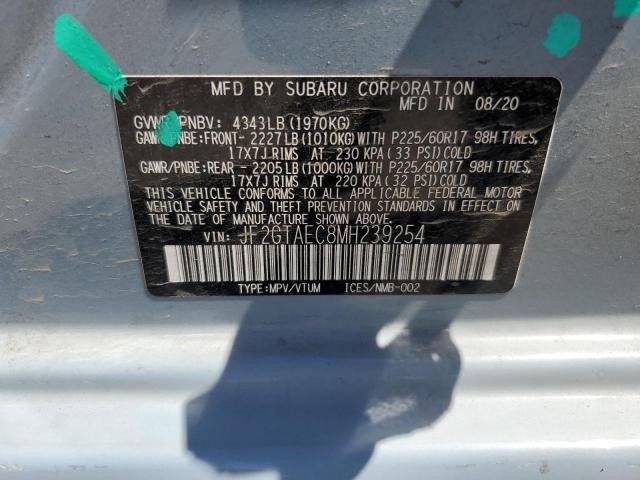 MFD BY SUBARU CORPORATION
MFD IN 08/20
GVWR/PNBV: 4343LB (1970KG)
GAWR/PNBE: FRONT- 2227LB (1010KG) WITH P225/60R17 98H TIRES,
17X7J RIMS AT 230 KPA (33 PSI) COLD
GAWR/PNBE: REAR - 2205LB (1000KG) WITH P225/60R17 98H TIRES,
17X7J RIMS AT 220 KPA (32 PSI) COLD
THIS VEHICLE CONFORMS TO ALL APPLICABLE FEDERAL MOTOR
VEHICLE SAFETY AND THEFT PREVENTION STANDARDS IN EFFECT ON
THE DATE OF MANUFACTURE SHOWN ABOVE.
VIN: JF2GTAEC8MH239254
TYPE:MPV/VTUM ICES/NMB-002